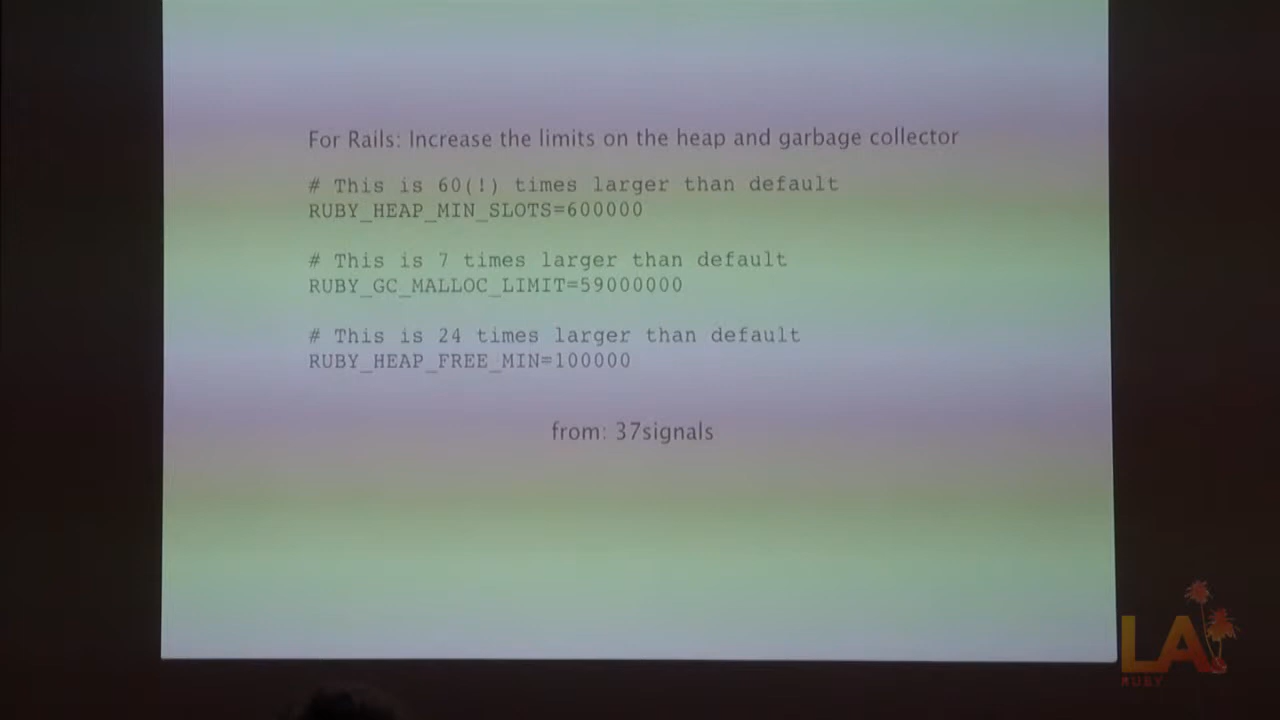 For Rails: Increase the limits on the heap and garbage collector
# This is 60(!) times larger than default
RUBY_HEAP_MIN_SLOTS=600000
# This is 7 times larger than default
RUBY_GC_MALLOC_LIMIT=59000000
# This is 24 times larger than default
RUBY_HEAP_FREE_MIN=100000
from: 37signals
LA
RUBY